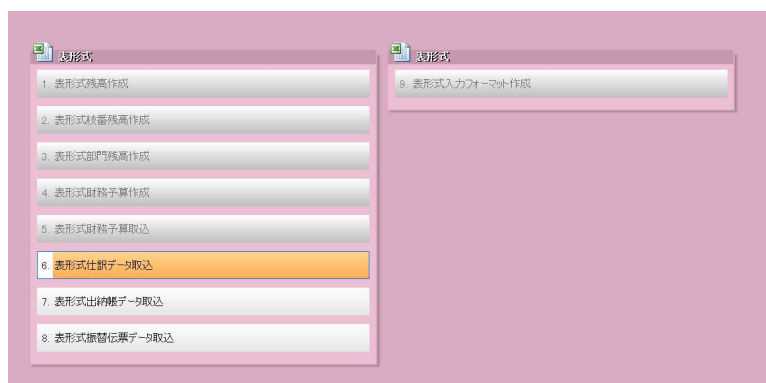 表形式
1. 表形式残高作成
2. 表形式枝番残高作成
3. 表形式部門残高作成
4. 表形式財務予算作成
5. 表形式財務予算取込
6. 表形式仕訳データ取込
7. 表形式出納帳データ取込
8. 表形式振替伝票データ取込
表形式
9. 表形式入力フォーマット作成